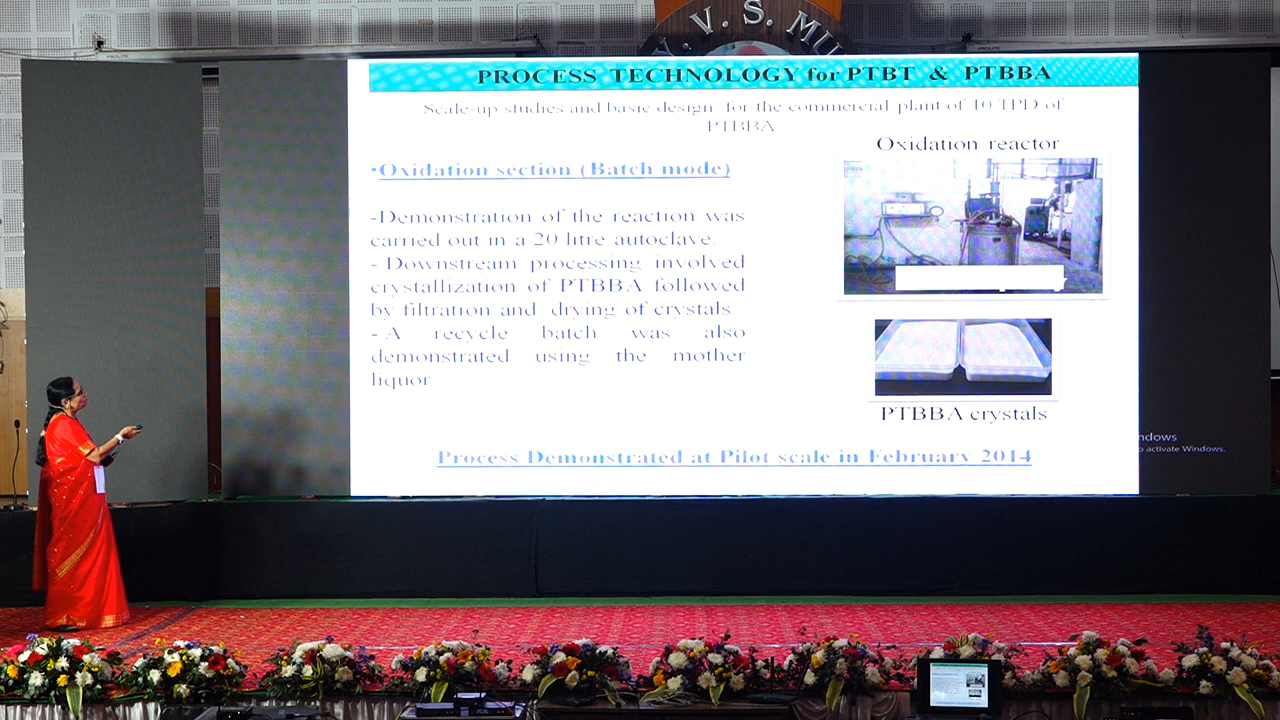 . V. S. MU
PROCESS TECHNOLOGY for PTBT & PTBBA
Scale-up studies and basic design for the commercial plant of 10 TPD of
PTBBA
Oxidation reactor
•Oxidation section (Batch mode)
-Demonstration of the reaction was
carried out in a 20 litre autoclave.
- Downstream processing involved
crystallization of PTBBA followed
by filtration and drying of crystals
- A recycle batch was also
demonstrated using the mother
liquor
PTBBA crystals
ndows
o activate Windows.
Process Demonstrated at Pilot scale in February 2014